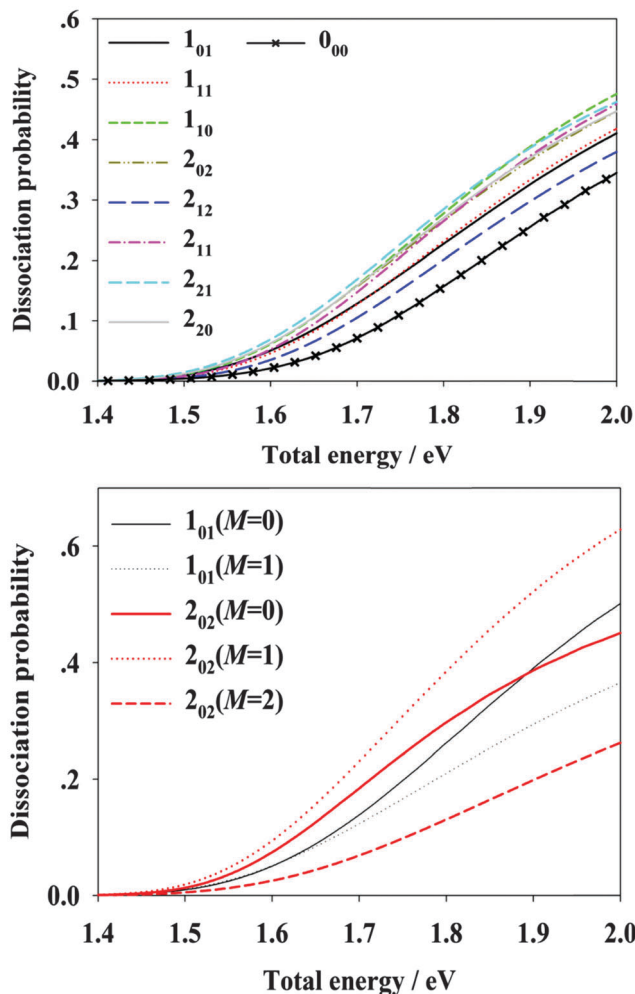 .6
.5
.4
.3
.2
.1
0.0
Dissociation probability
1₀₁
0₀₀
1₁₁
1₁₀
2₀₂
2₁₂
2₁₁
2₂₁
2₂₀
1.4 1.5 1.6 1.7 1.8 1.9 2.0
Total energy / eV
.6
.4
.2
0.0
Dissociation probability
1₀₁(M=0)
1₀₁(M=1)
2₀₂(M=0)
2₀₂(M=1)
2₀₂(M=2)
1.4 1.5 1.6 1.7 1.8 1.9 2.0
Total energy / eV